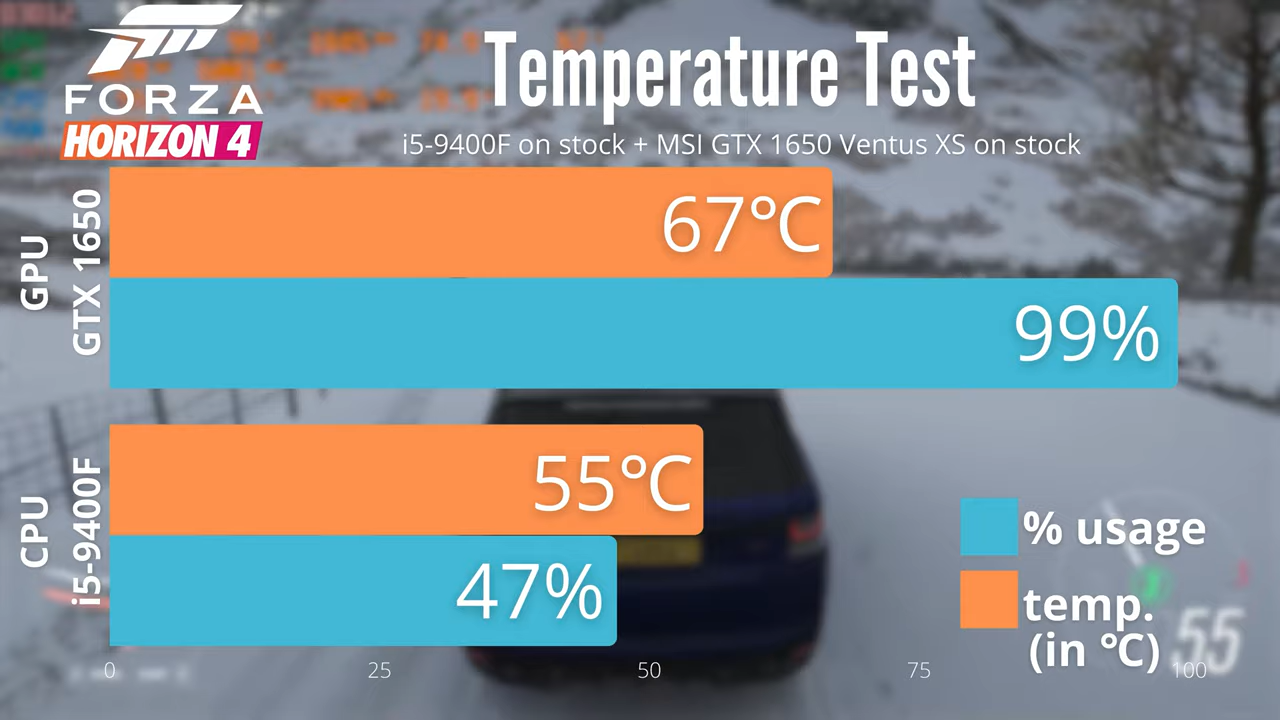 FORZA
HORIZON 4
Temperature Test
i5-9400F on stock + MSI GTX 1650 Ventus XS on stock
GPU
GTX 1650
67°C
99%
CPU
i5-9400F
55°C
47%
% usage
temp.
(in °C)
55
0 25 50 75 100